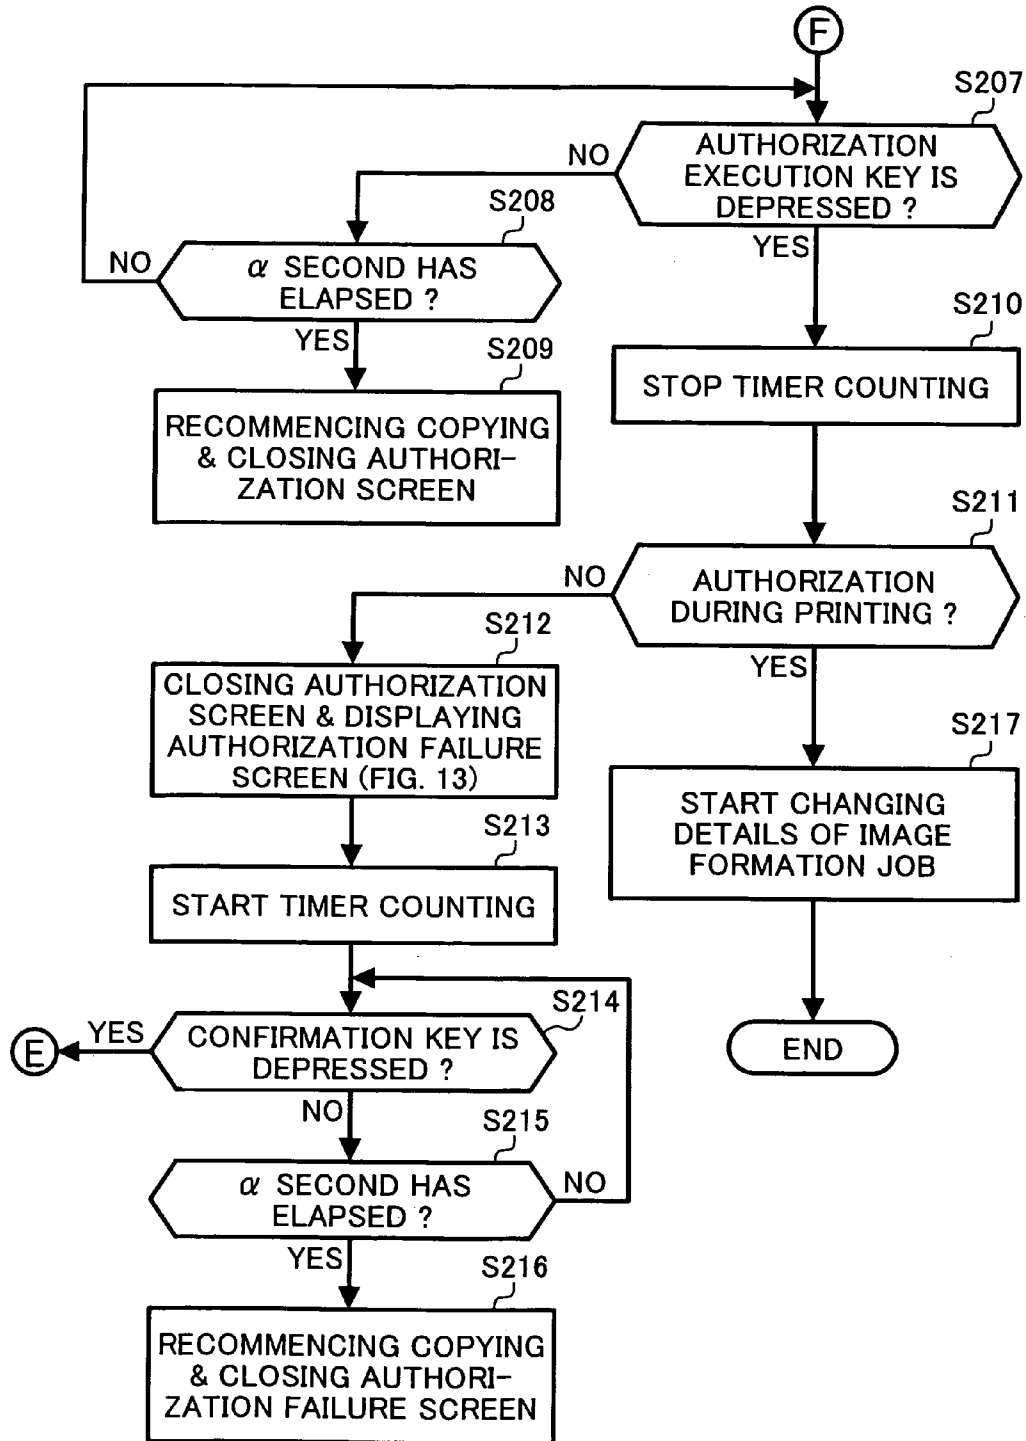 F
S207
AUTHORIZATION
EXECUTION KEY IS
DEPRESSED ?
NO
YES
S208
α SECOND HAS
ELAPSED ?
NO
YES
S209
RECOMMENCING COPYING
& CLOSING AUTHORI-
ZATION SCREEN
S210
STOP TIMER COUNTING
S211
AUTHORIZATION
DURING PRINTING ?
NO
YES
S212
CLOSING AUTHORIZATION
SCREEN & DISPLAYING
AUTHORIZATION FAILURE
SCREEN (FIG. 13)
S213
START TIMER COUNTING
S214
CONFIRMATION KEY IS
DEPRESSED ?
YES
E
NO
S215
α SECOND HAS
ELAPSED ?
NO
YES
S216
RECOMMENCING COPYING
& CLOSING AUTHORI-
ZATION FAILURE SCREEN
S217
START CHANGING
DETAILS OF IMAGE
FORMATION JOB
END